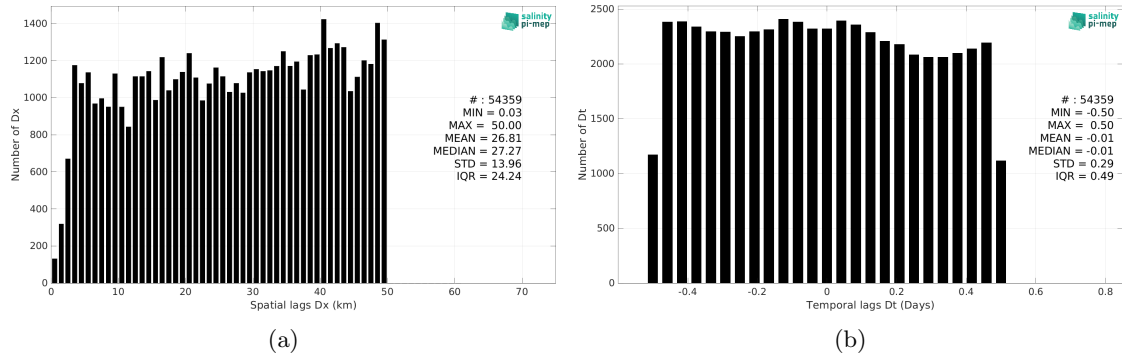 1400
1200
1000
800
600
400
200
0
Number of Dx
0 10 20 30 40 50 60 70
Spatial lags Dx (km)
salinity
pi-mep
# : 54359
MIN = 0.03
MAX = 50.00
MEAN = 26.81
MEDIAN = 27.27
STD = 13.96
IQR = 24.24
(a)
2500
2000
1500
1000
500
0
Number of Dt
-0.4 -0.2 0 0.2 0.4 0.6 0.8
Temporal lags Dt (Days)
salinity
pi-mep
# : 54359
MIN = -0.50
MAX = 0.50
MEAN = -0.01
MEDIAN = -0.01
STD = 0.29
IQR = 0.49
(b)